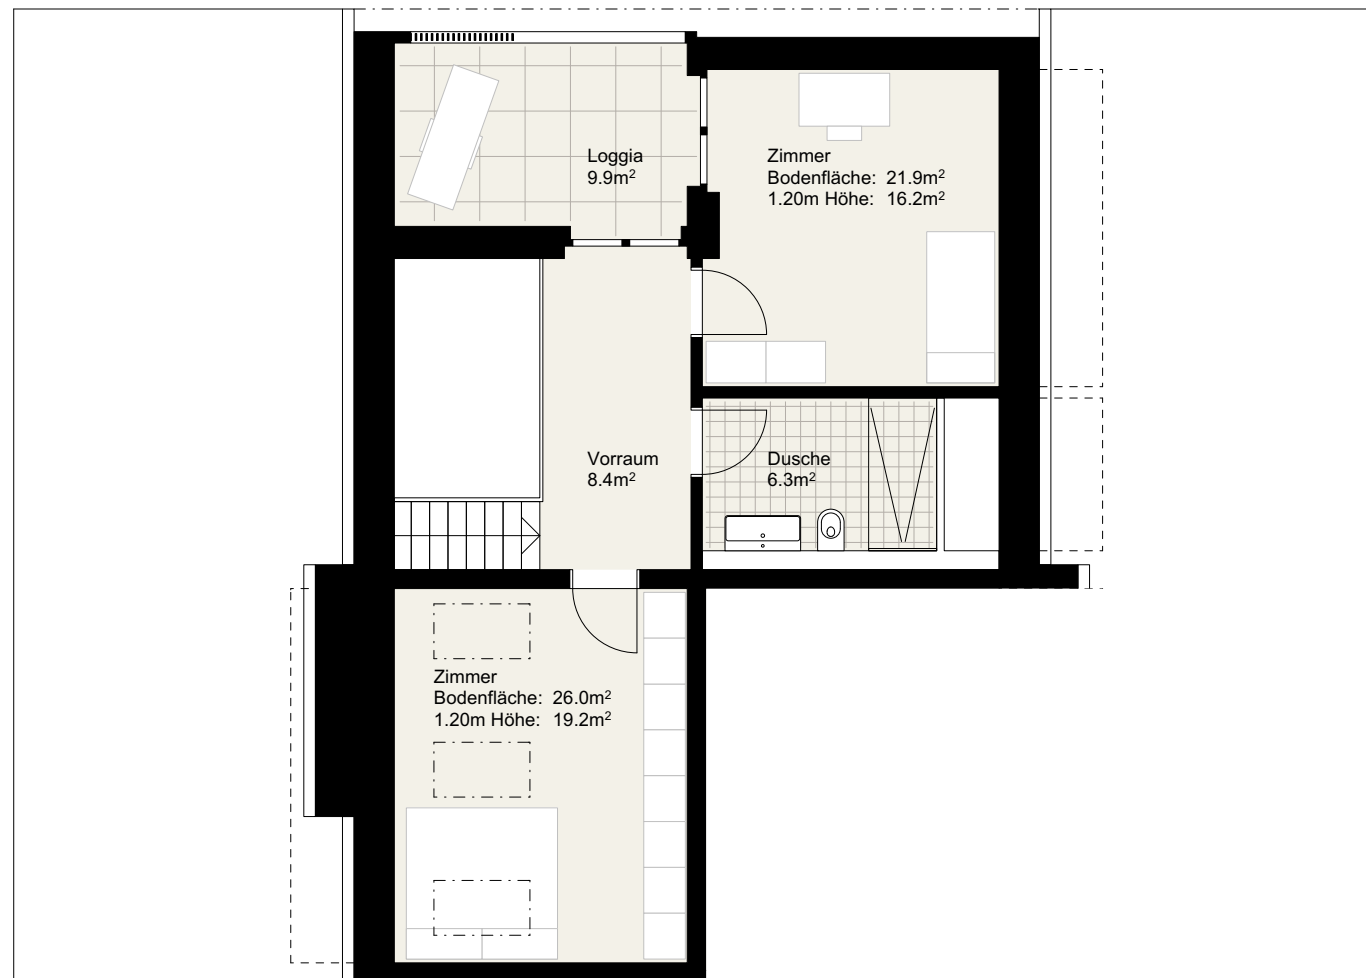 Loggia
9.9m²
Zimmer
Bodenfläche: 21.9m²
1.20m Höhe: 16.2m²
Vorraum
8.4m²
Dusche
6.3m²
Zimmer
Bodenfläche: 26.0m²
1.20m Höhe: 19.2m²